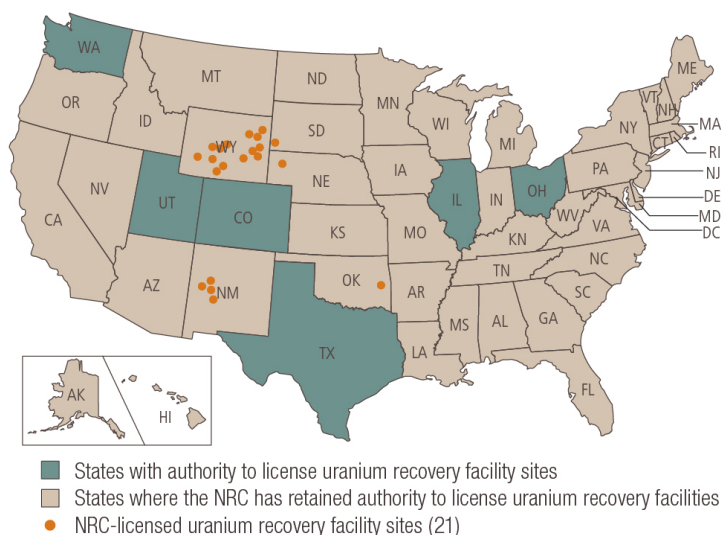 WA
MT
ND
MN
ME
VT
NH
OR
ID
WY
SD
WI
MI
NY
MA
CT
RI
NV
UT
CO
NE
IA
IL
IN
OH
PA
NJ
DE
MD
DC
CA
KS
MO
KN
WV
VA
AZ
NM
OK
AR
TN
NC
SC
TX
LA
MS
AL
GA
FL
AK
HI
States with authority to license uranium recovery facility sites
States where the NRC has retained authority to license uranium recovery facilities
NRC-licensed uranium recovery facility sites (21)